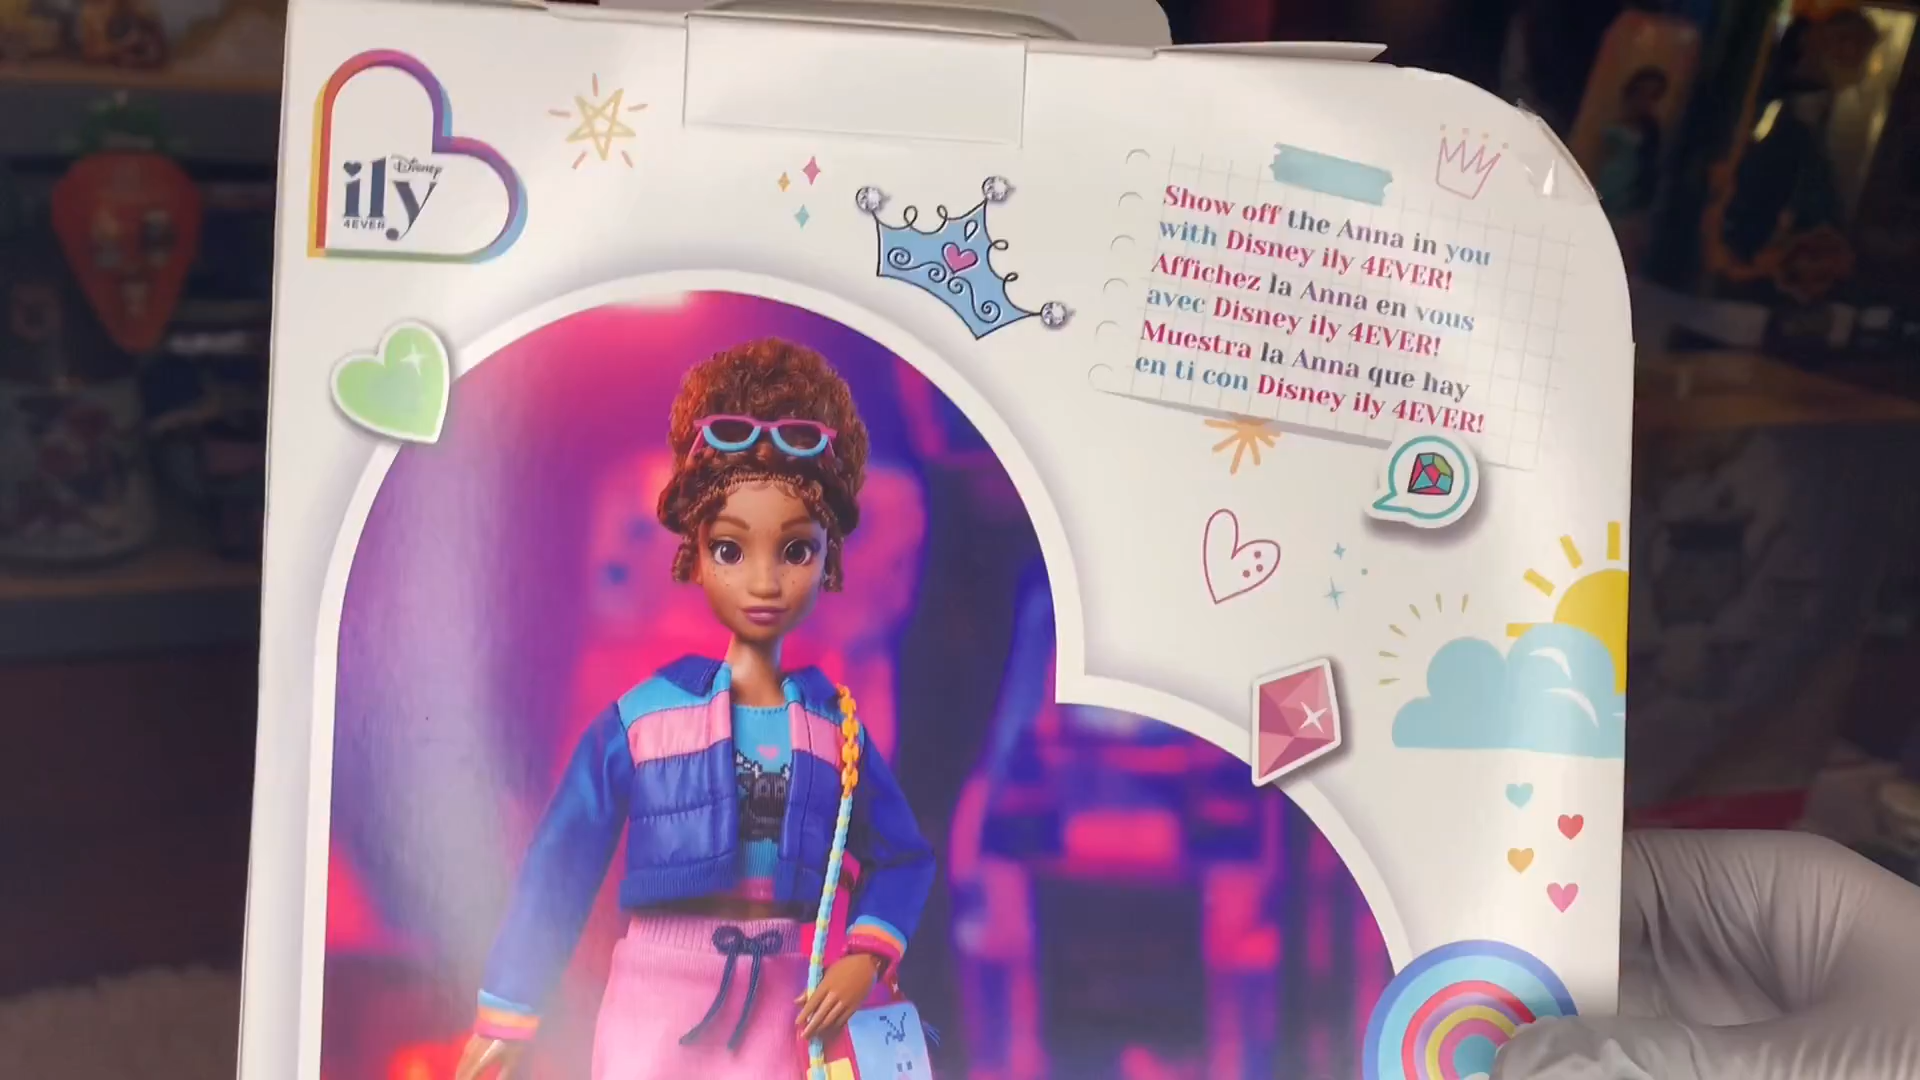 Disney
ily
4EVER
Show off the Anna in you
with Disney ily 4EVER!
Affichez la Anna en vous
avec Disney ily 4EVER!
Muestra la Anna que hay
en ti con Disney ily 4EVER!